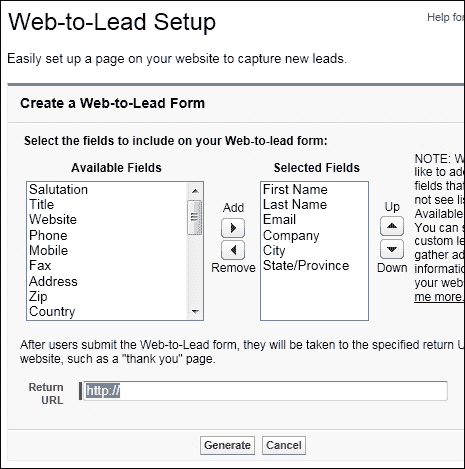 Web-to-Lead Setup
Help for
Easily set up a page on your website to capture new leads.
Create a Web-to-Lead Form
Select the fields to include on your Web-to-lead form:
Available Fields
Selected Fields
Salutation
Title
Website
Phone
Mobile
Fax
Address
Zip
Country
Add
Remove
First Name
Last Name
Email
Company
City
State/Province
Up
Down
NOTE: W
like to ad
fields tha
not see lis
Available
You can s
custom le
gather ad
informatio
your web
me more.
After users submit the Web-to-Lead form, they will be taken to the specified return U
website, such as a "thank you" page.
Return URL
http://
Generate
Cancel